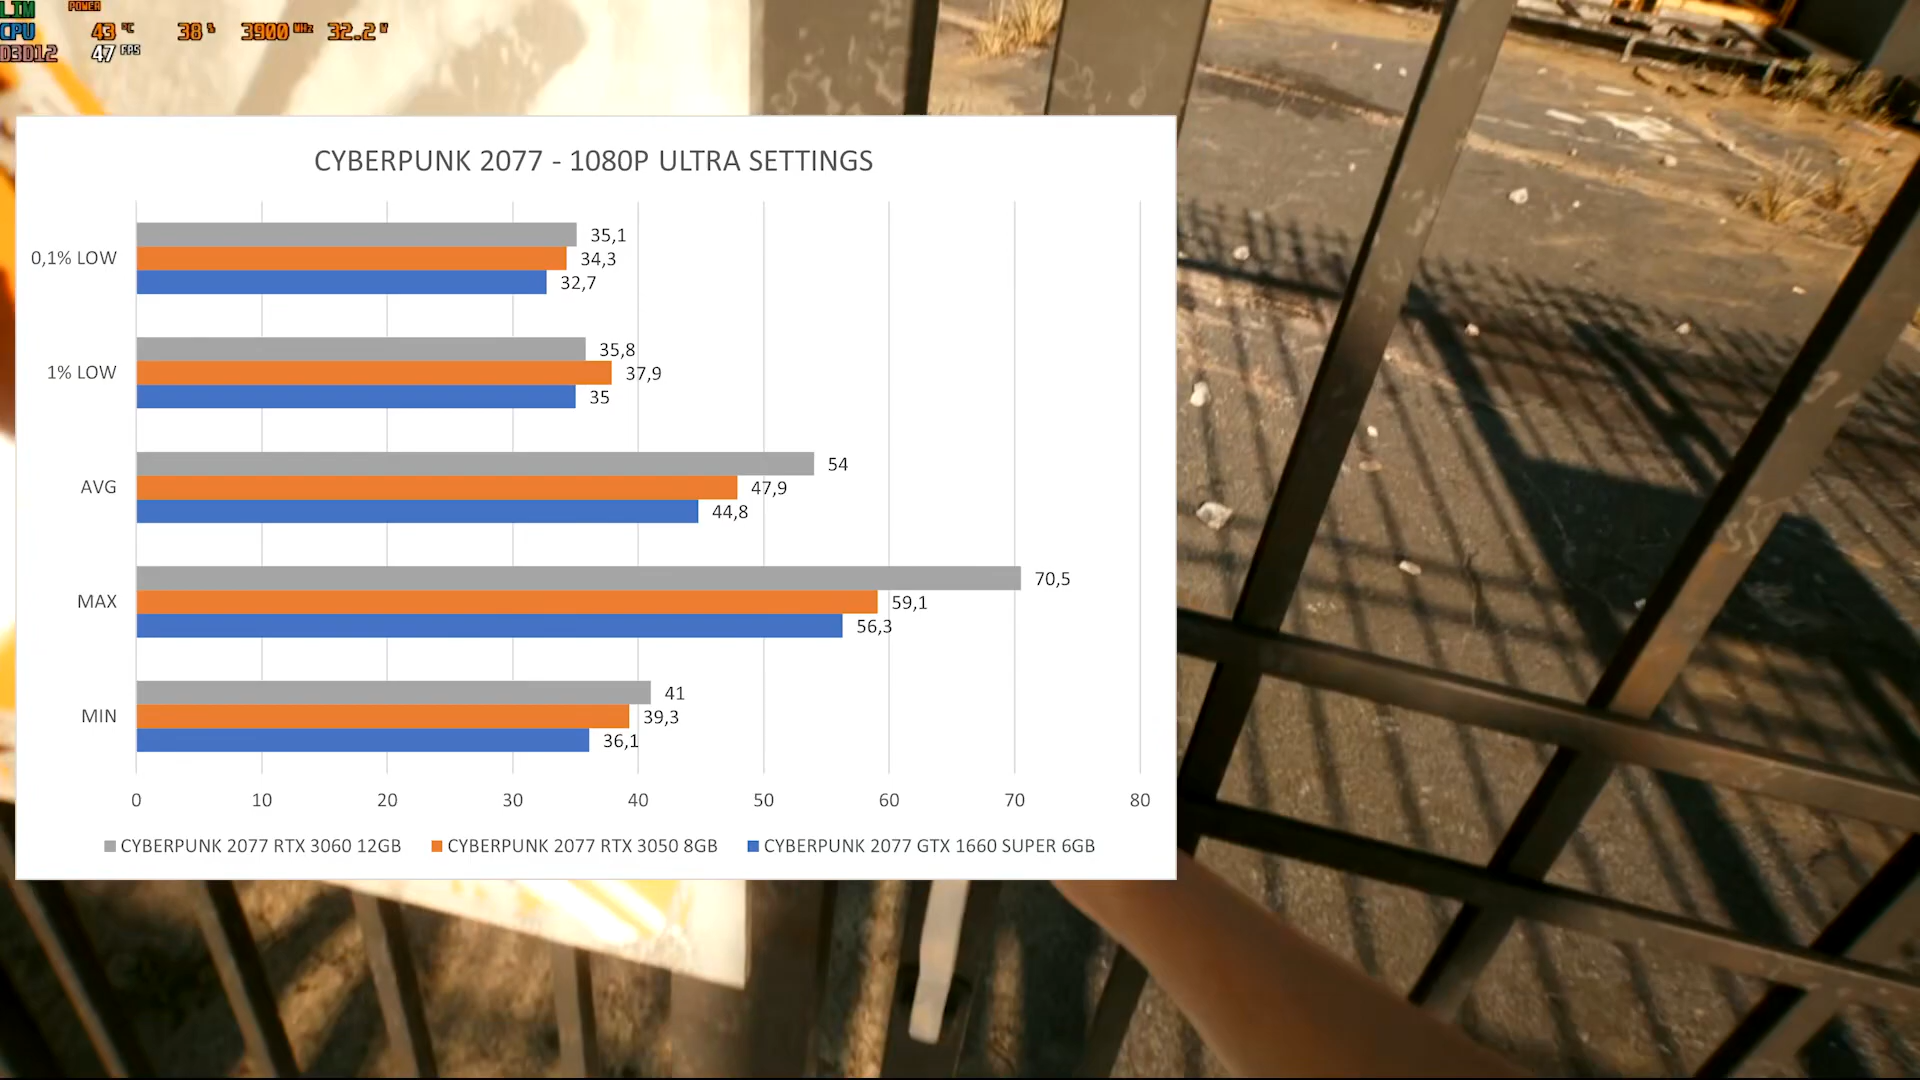 LIM POWER
CPU 43 °C 38 % 3900 MHz 32.2 W
D3D12 47 FPS
CYBERPUNK 2077 - 1080P ULTRA SETTINGS
35,1
0,1% LOW 34,3
32,7
35,8
1% LOW 37,9
35
54
AVG 47,9
44,8
70,5
MAX 59,1
56,3
41
MIN 39,3
36,1
0 10 20 30 40 50 60 70 80
CYBERPUNK 2077 RTX 3060 12GB CYBERPUNK 2077 RTX 3050 8GB CYBERPUNK 2077 GTX 1660 SUPER 6GB